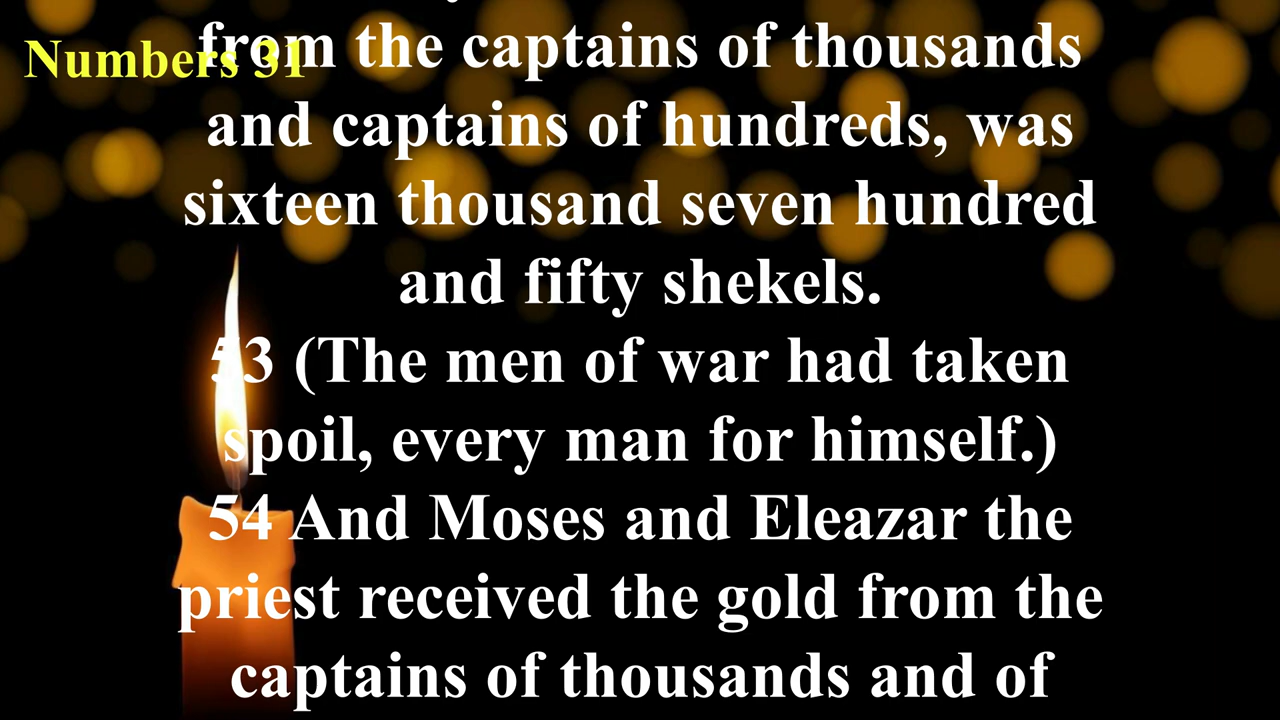 Numbers 31
from the captains of thousands
and captains of hundreds, was
sixteen thousand seven hundred
and fifty shekels.
53 (The men of war had taken
spoil, every man for himself.)
54 And Moses and Eleazar the
priest received the gold from the
captains of thousands and of